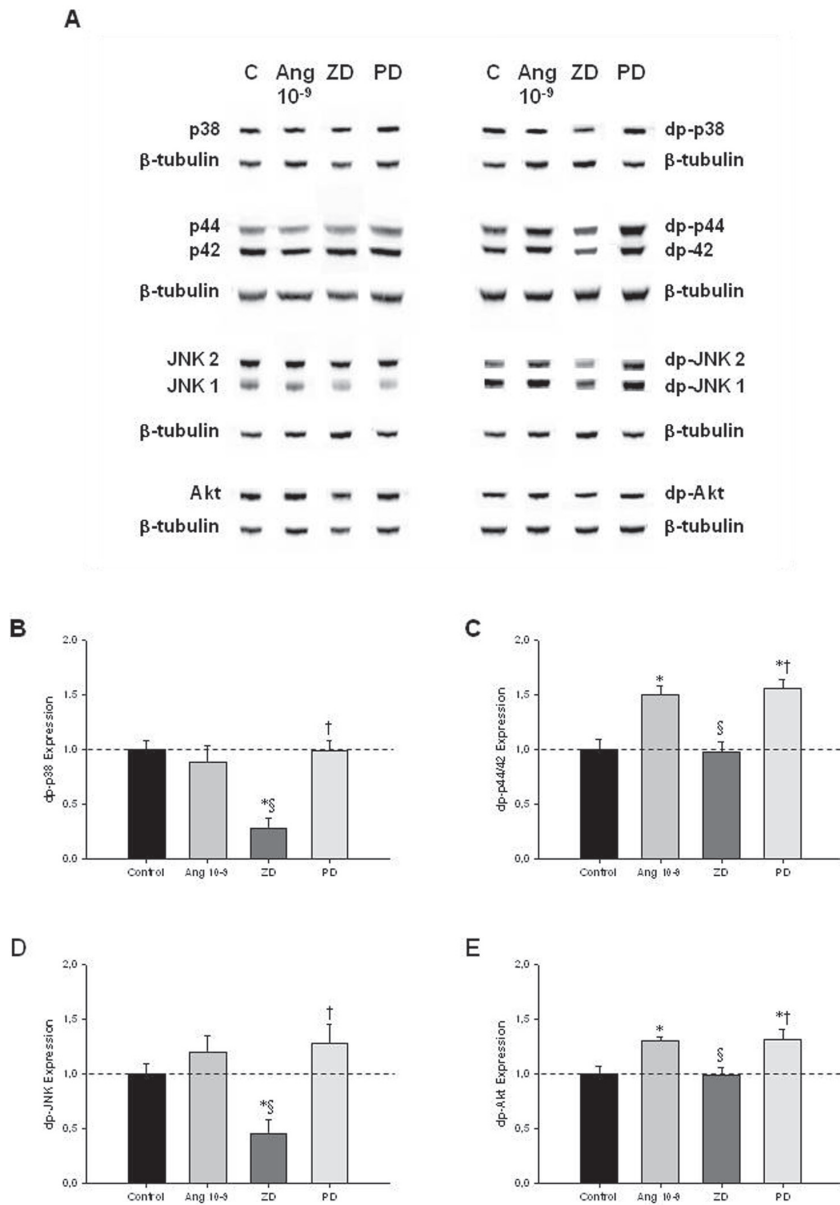 A
C Ang 10-9 ZD PD
C Ang 10-9 ZD PD
p38 dp-p38
β-tubulin β-tubulin
p44 dp-p44
p42 dp-42
β-tubulin β-tubulin
JNK 2 dp-JNK 2
JNK 1 dp-JNK 1
β-tubulin β-tubulin
Akt dp-Akt
β-tubulin β-tubulin
B
dp-p38 Expression
2,0
1,5
1,0
0,5
0,0
*§
†
Control Ang 10-9 ZD PD
C
dp-p44/42 Expression
2,0
1,5
1,0
0,5
0,0
*
§
*†
Control Ang 10-9 ZD PD
D
dp-JNK Expression
2,0
1,5
1,0
0,5
0,0
*§
†
Control Ang 10-9 ZD PD
E
dp-Akt Expression
2,0
1,5
1,0
0,5
0,0
*
§
*†
Control Ang 10-9 ZD PD